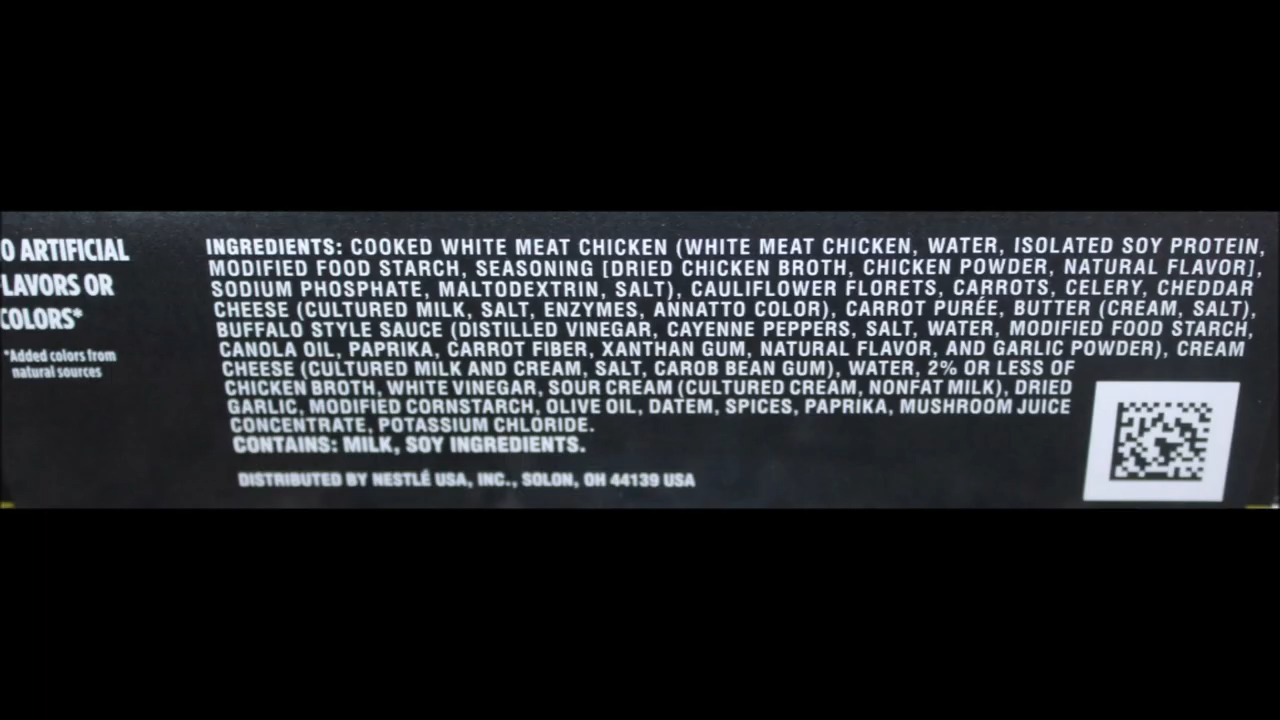 O ARTIFICIAL
LAVORS OR
COLORS*
*Added colors from
natural sources
INGREDIENTS: COOKED WHITE MEAT CHICKEN (WHITE MEAT CHICKEN, WATER, ISOLATED SOY PROTEIN,
MODIFIED FOOD STARCH, SEASONING [DRIED CHICKEN BROTH, CHICKEN POWDER, NATURAL FLAVOR],
SODIUM PHOSPHATE, MALTODEXTRIN, SALT), CAULIFLOWER FLORETS, CARROTS, CELERY, CHEDDAR
CHEESE (CULTURED MILK, SALT, ENZYMES, ANNATTO COLOR), CARROT PURÉE, BUTTER (CREAM, SALT),
BUFFALO STYLE SAUCE (DISTILLED VINEGAR, CAYENNE PEPPERS, SALT, WATER, MODIFIED FOOD STARCH,
CANOLA OIL, PAPRIKA, CARROT FIBER, XANTHAN GUM, NATURAL FLAVOR, AND GARLIC POWDER), CREAM
CHEESE (CULTURED MILK AND CREAM, SALT, CAROB BEAN GUM), WATER, 2% OR LESS OF
CHICKEN BROTH, WHITE VINEGAR, SOUR CREAM (CULTURED CREAM, NONFAT MILK), DRIED
GARLIC, MODIFIED CORNSTARCH, OLIVE OIL, DATEM, SPICES, PAPRIKA, MUSHROOM JUICE
CONCENTRATE, POTASSIUM CHLORIDE.
CONTAINS: MILK, SOY INGREDIENTS.
DISTRIBUTED BY NESTLÉ USA, INC., SOLON, OH 44139 USA